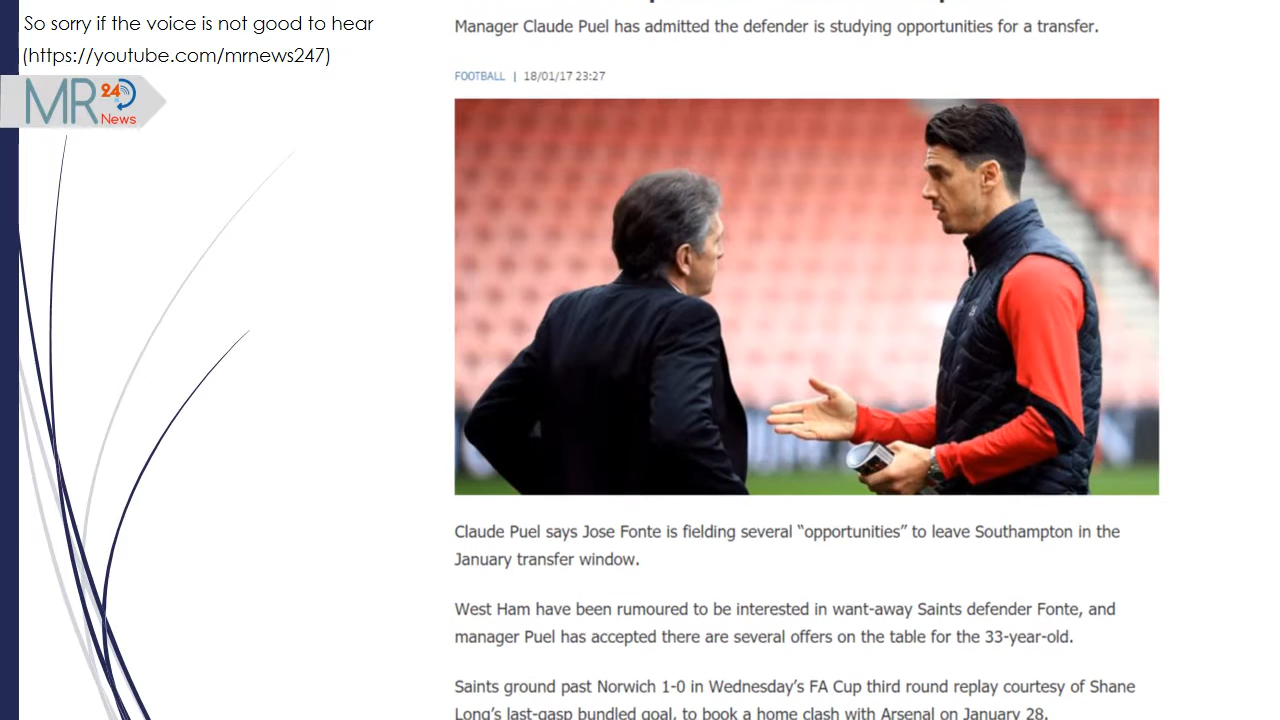 So sorry if the voice is not good to hear
(https://youtube.com/mrnews247)
MR 24 News
Manager Claude Puel has admitted the defender is studying opportunities for a transfer.
FOOTBALL | 18/01/17 23:27
Claude Puel says Jose Fonte is fielding several “opportunities” to leave Southampton in the
January transfer window.
West Ham have been rumoured to be interested in want-away Saints defender Fonte, and
manager Puel has accepted there are several offers on the table for the 33-year-old.
Saints ground past Norwich 1-0 in Wednesday’s FA Cup third round replay courtesy of Shane
Long’s last-gasp bundled goal, to book a home clash with Arsenal on January 28.